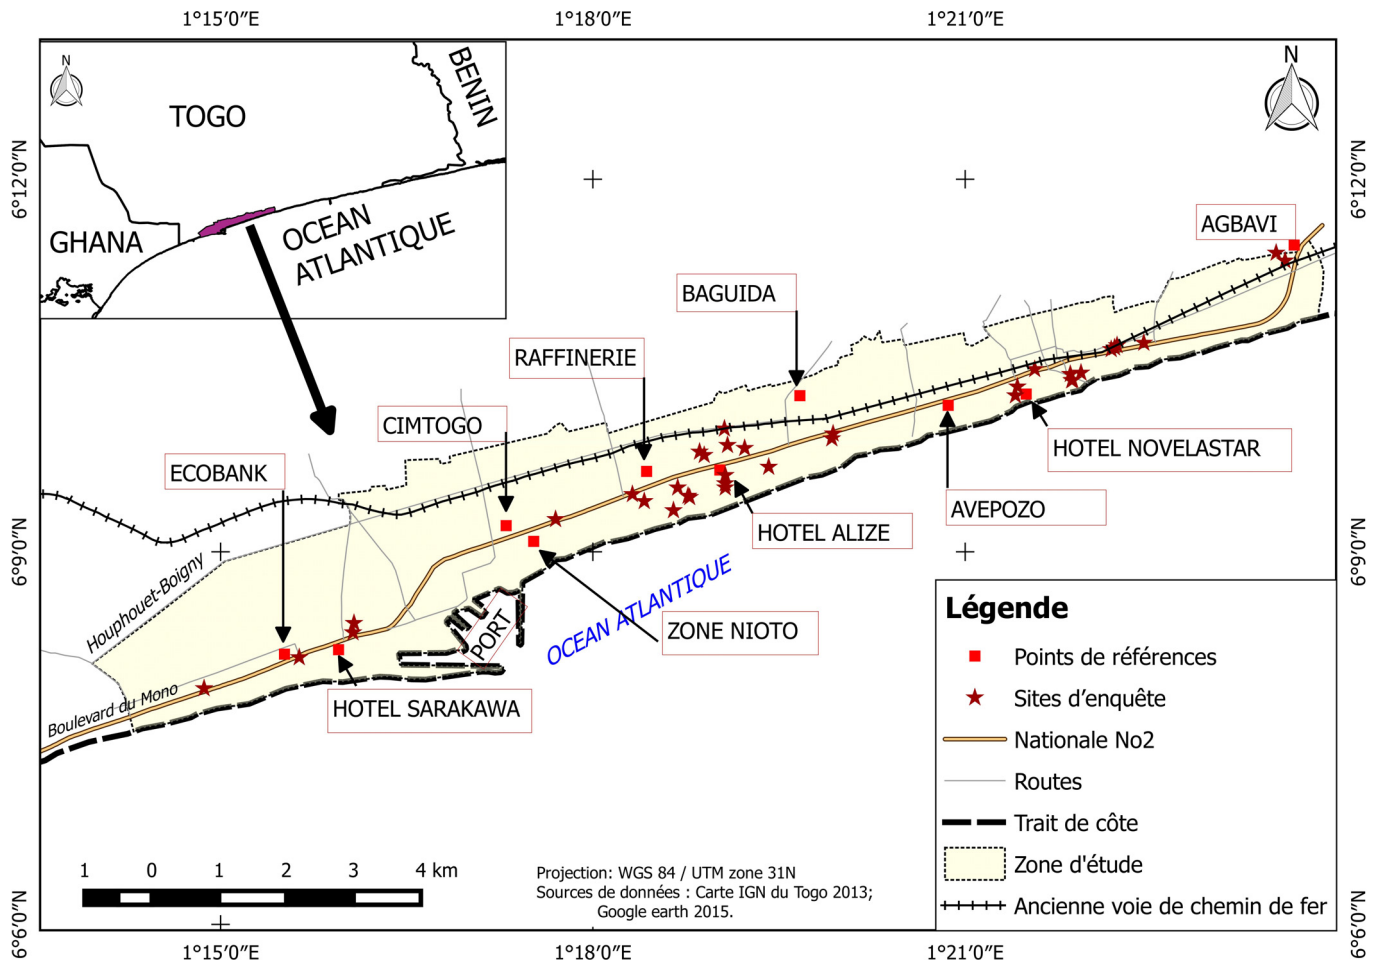 1°15′0″E
1°18′0″E
1°21′0″E
N
TOGO
BENIN
GHANA
OCEAN
ATLANTIQUE
N
6°12′0″N
6°12′0″N
AGBAVI
BAGUIDA
RAFFINERIE
CIMTOGO
ECOBANK
HOTEL NOVELASTAR
AVEPOZO
HOTEL ALIZE
6°9′0″N
6°9′0″N
Houphouet-Boigny
OCEAN ATLANTIQUE
PORT
ZONE NIOTO
Boulevard du Mono
HOTEL SARAKAWA
Légende
Points de références
Sites d’enquête
Nationale No2
Routes
Trait de côte
Zone d'étude
Ancienne voie de chemin de fer
1 0 1 2 3 4 km
Projection: WGS 84 / UTM zone 31N
Sources de données : Carte IGN du Togo 2013;
Google earth 2015.
6°6′0″N
6°6′0″N
1°15′0″E
1°18′0″E
1°21′0″E